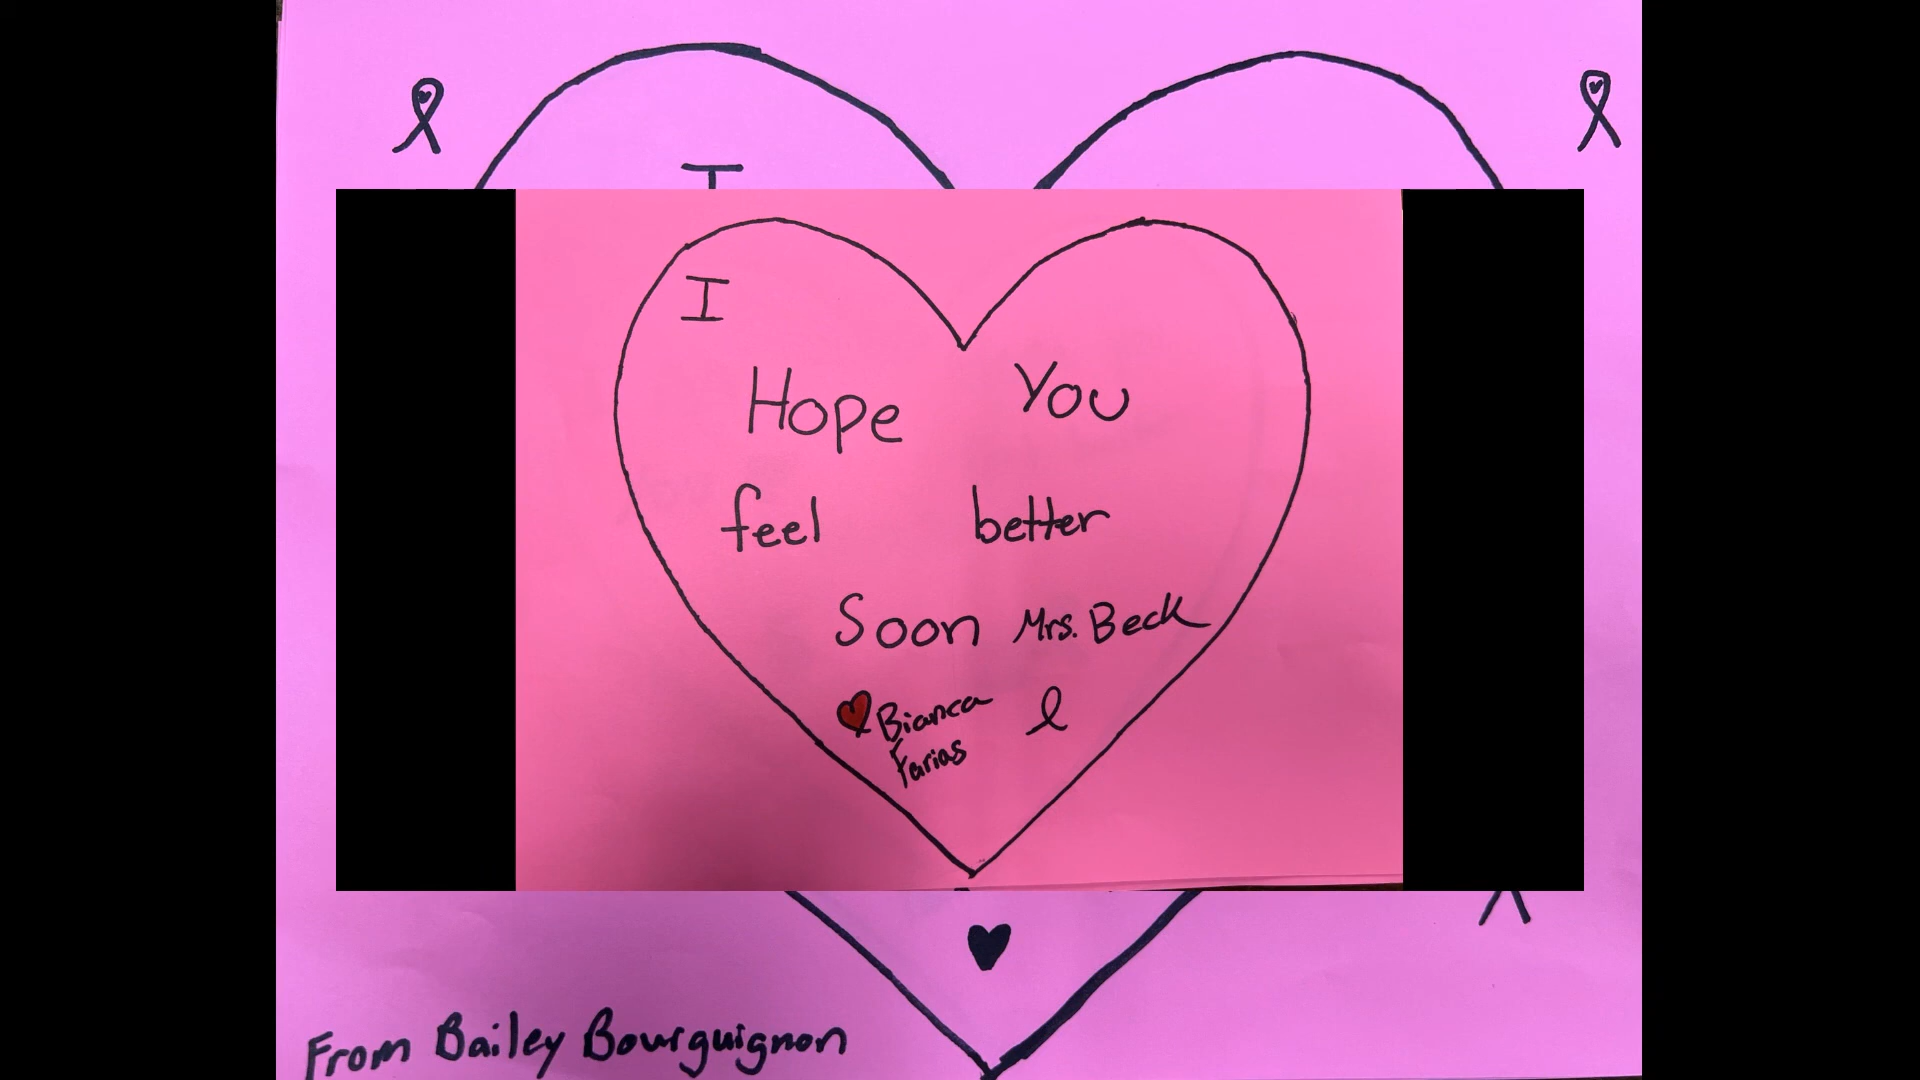 I
I
Hope You
feel better
Soon Mrs. Beck
Bianca
Farias
From Bailey Bourguignon